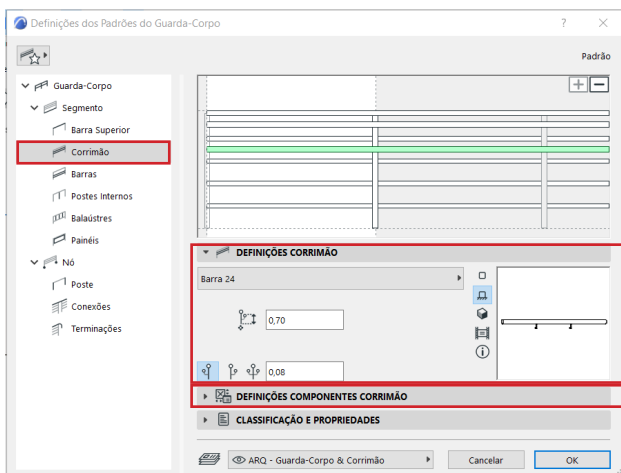 Definições dos Padrões do Guarda-Corpo
?
Padrão
Guarda-Corpo
Segmento
Barra Superior
Corrimão
Barras
Postes Internos
Balaústres
Painéis
Nó
Poste
Conexões
Terminações
DEFINIÇÕES CORRIMÃO
Barra 24
0,70
0,08
DEFINIÇÕES COMPONENTES CORRIMÃO
CLASSIFICAÇÃO E PROPRIEDADES
ARQ - Guarda-Corpo & Corrimão
Cancelar
OK